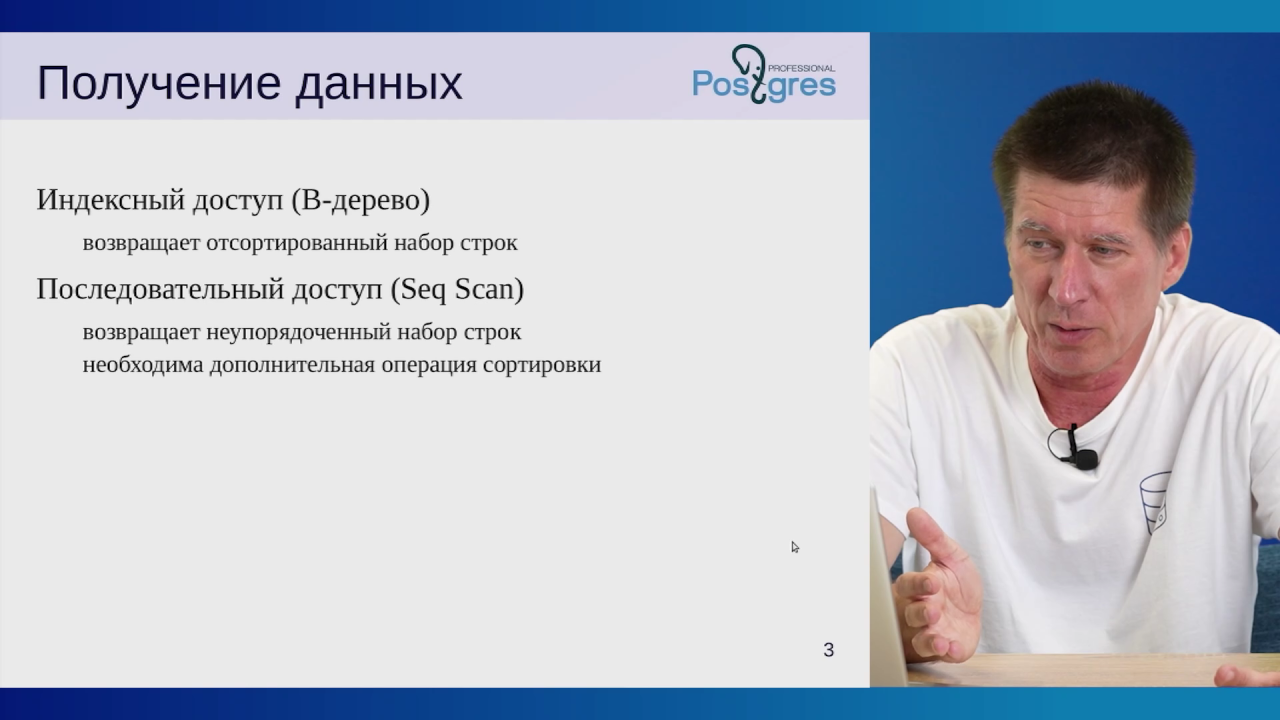 Получение данных
PROFESSIONAL
Postgres
Индексный доступ (B-дерево)
возвращает отсортированный набор строк
Последовательный доступ (Seq Scan)
возвращает неупорядоченный набор строк
необходима дополнительная операция сортировки
3